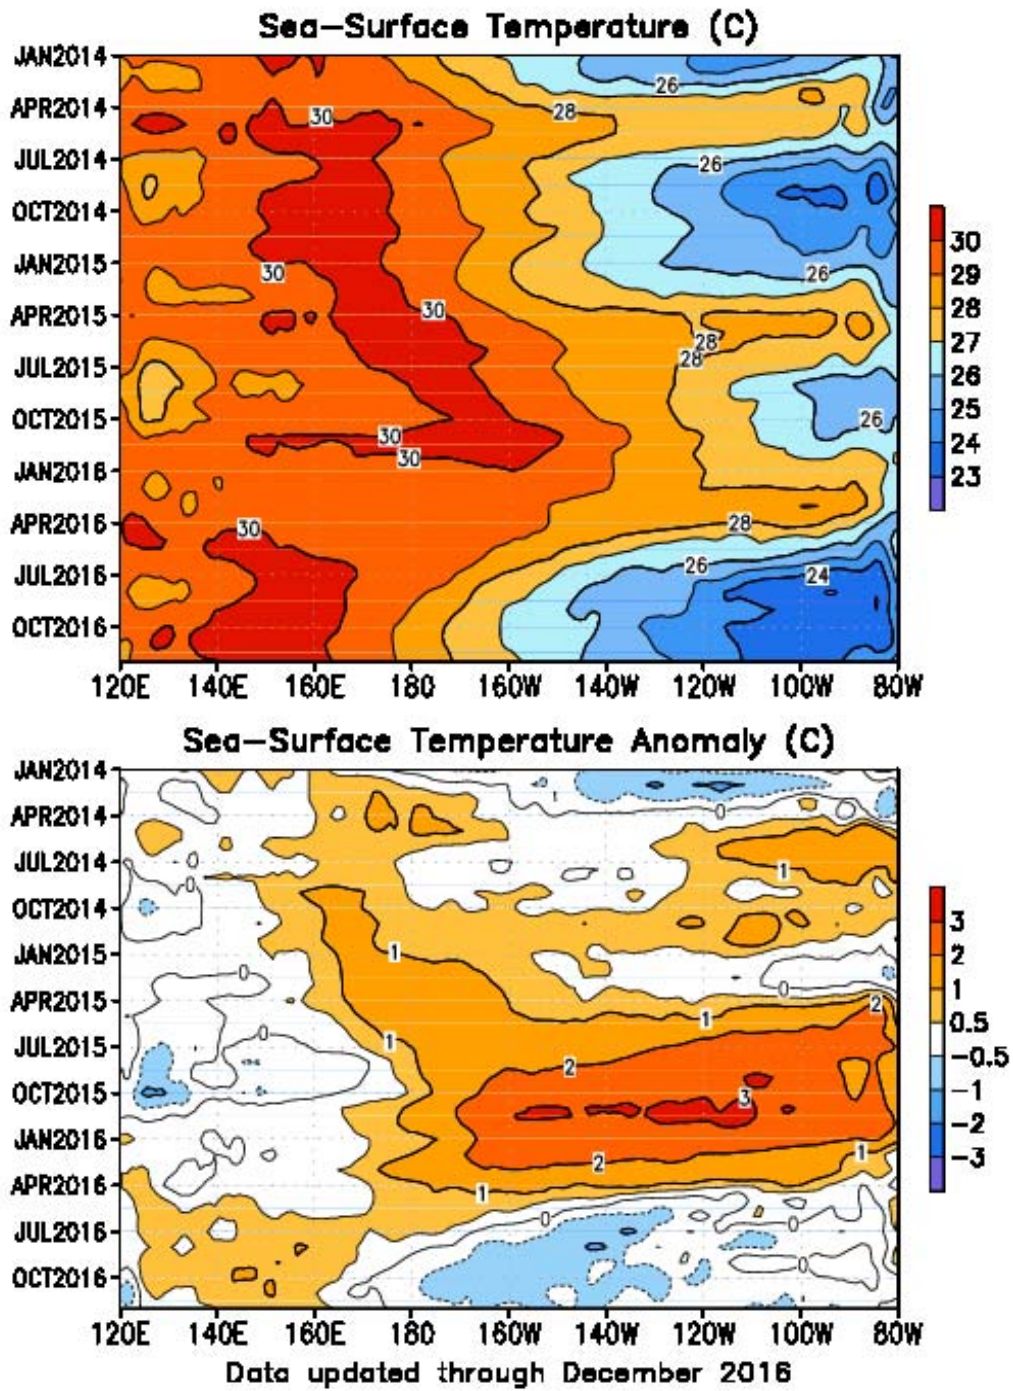 Sea-Surface Temperature (C)
JAN2014
APR2014
JUL2014
OCT2014
JAN2015
APR2015
JUL2015
OCT2015
JAN2016
APR2016
JUL2016
OCT2016
26
28
30
26
30
26
30
28
28
26
30
30
28
30
26
24
120E 140E 160E 180 160W 140W 120W 100W 80W
30
29
28
27
26
25
24
23
Sea-Surface Temperature Anomaly (C)
JAN2014
APR2014
JUL2014
OCT2014
JAN2015
APR2015
JUL2015
OCT2015
JAN2016
APR2016
JUL2016
OCT2016
0
1
0
1
0
0
2
1
0
1
2
3
1
2
1
0
0
0
120E 140E 160E 180 160W 140W 120W 100W 80W
3
2
1
0.5
-0.5
-1
-2
-3
Data updated through December 2016